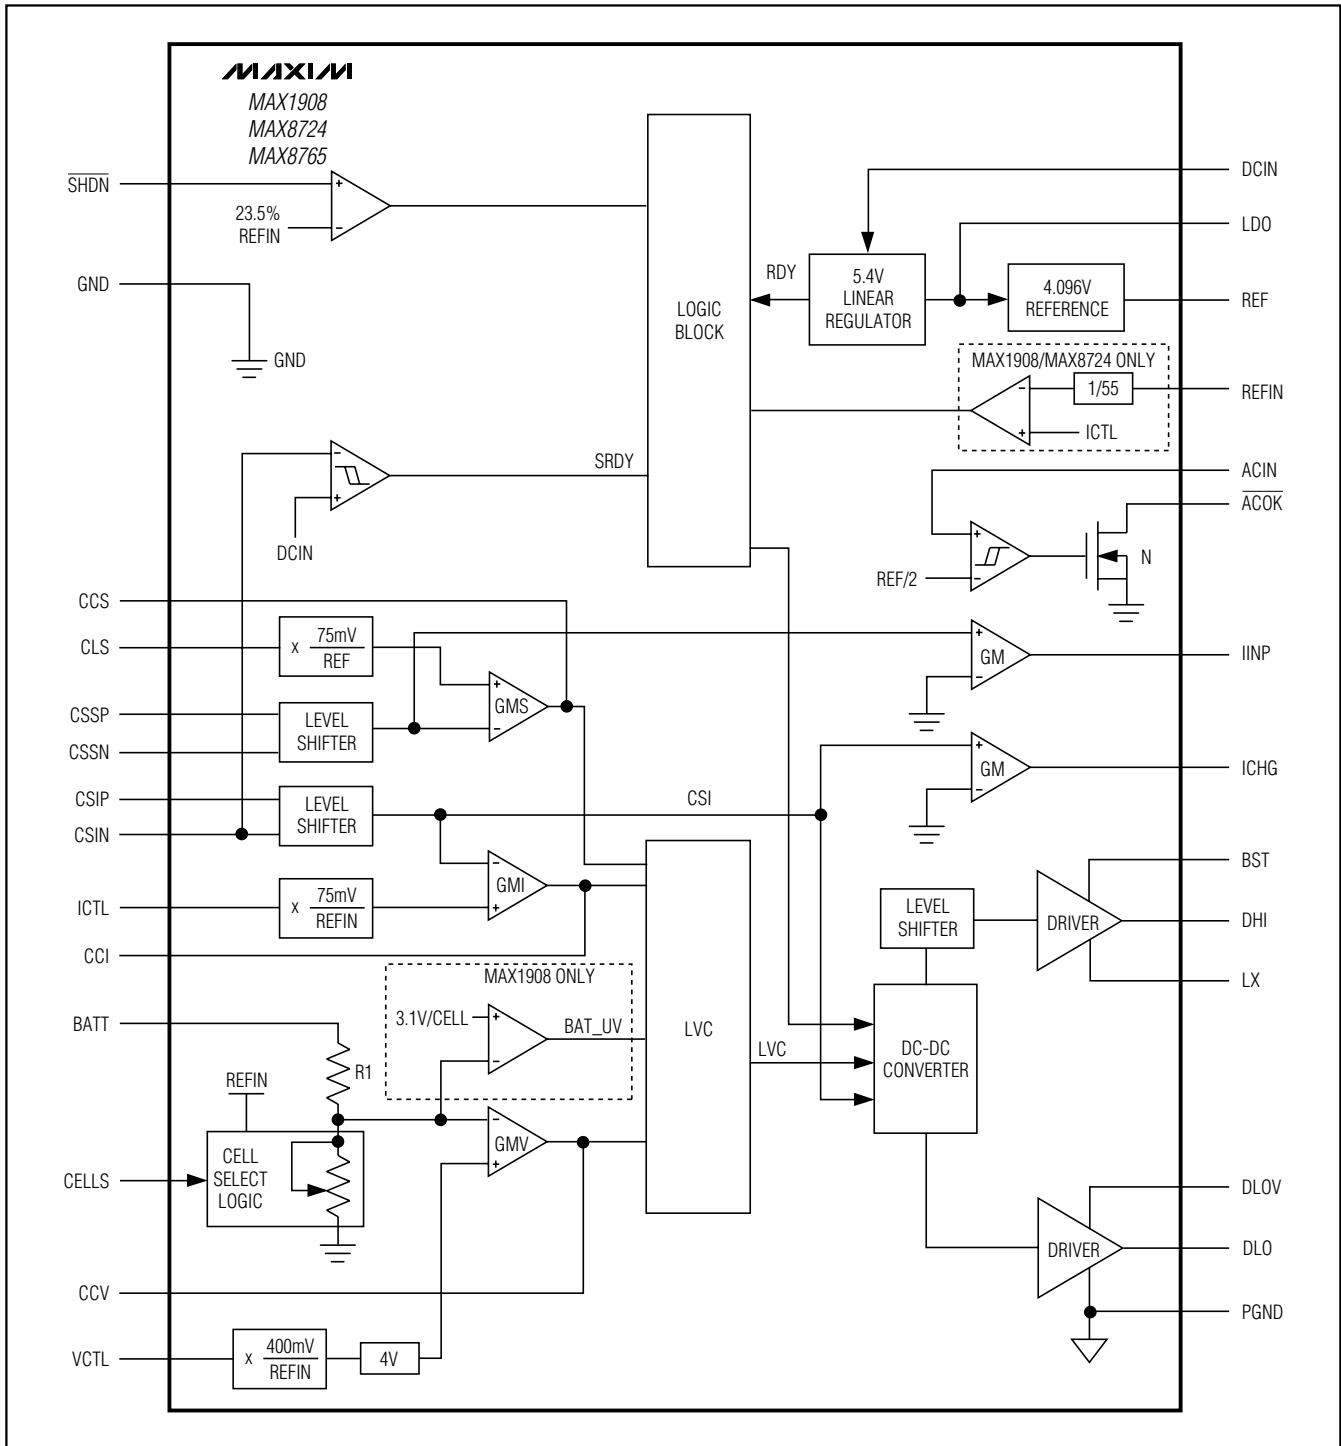 MAXIM
MAX1908
MAX8724
MAX8765
SHDN
23.5%
REFIN
GND
GND
LOGIC
BLOCK
RDY
5.4V
LINEAR
REGULATOR
4.096V
REFERENCE
DCIN
LDO
REF
MAX1908/MAX8724 ONLY
1/55
ICTL
REFIN
SRDY
DCIN
ACIN
ACOK
REF/2
N
CCS
CLS
x 75mV
REF
GMS
GM
IINP
CSSP
CSSN
LEVEL
SHIFTER
CSIP
CSIN
LEVEL
SHIFTER
CSI
GM
ICHG
GMI
ICTL
x 75mV
REFIN
CCI
LEVEL
SHIFTER
DRIVER
BST
DHI
LX
MAX1908 ONLY
3.1V/CELL
BAT_UV
BATT
R1
LVC
LVC
DC-DC
CONVERTER
REFIN
CELL
SELECT
LOGIC
CELLS
GMV
DRIVER
DLOV
DLO
PGND
CCV
VCTL
x 400mV
REFIN
4V